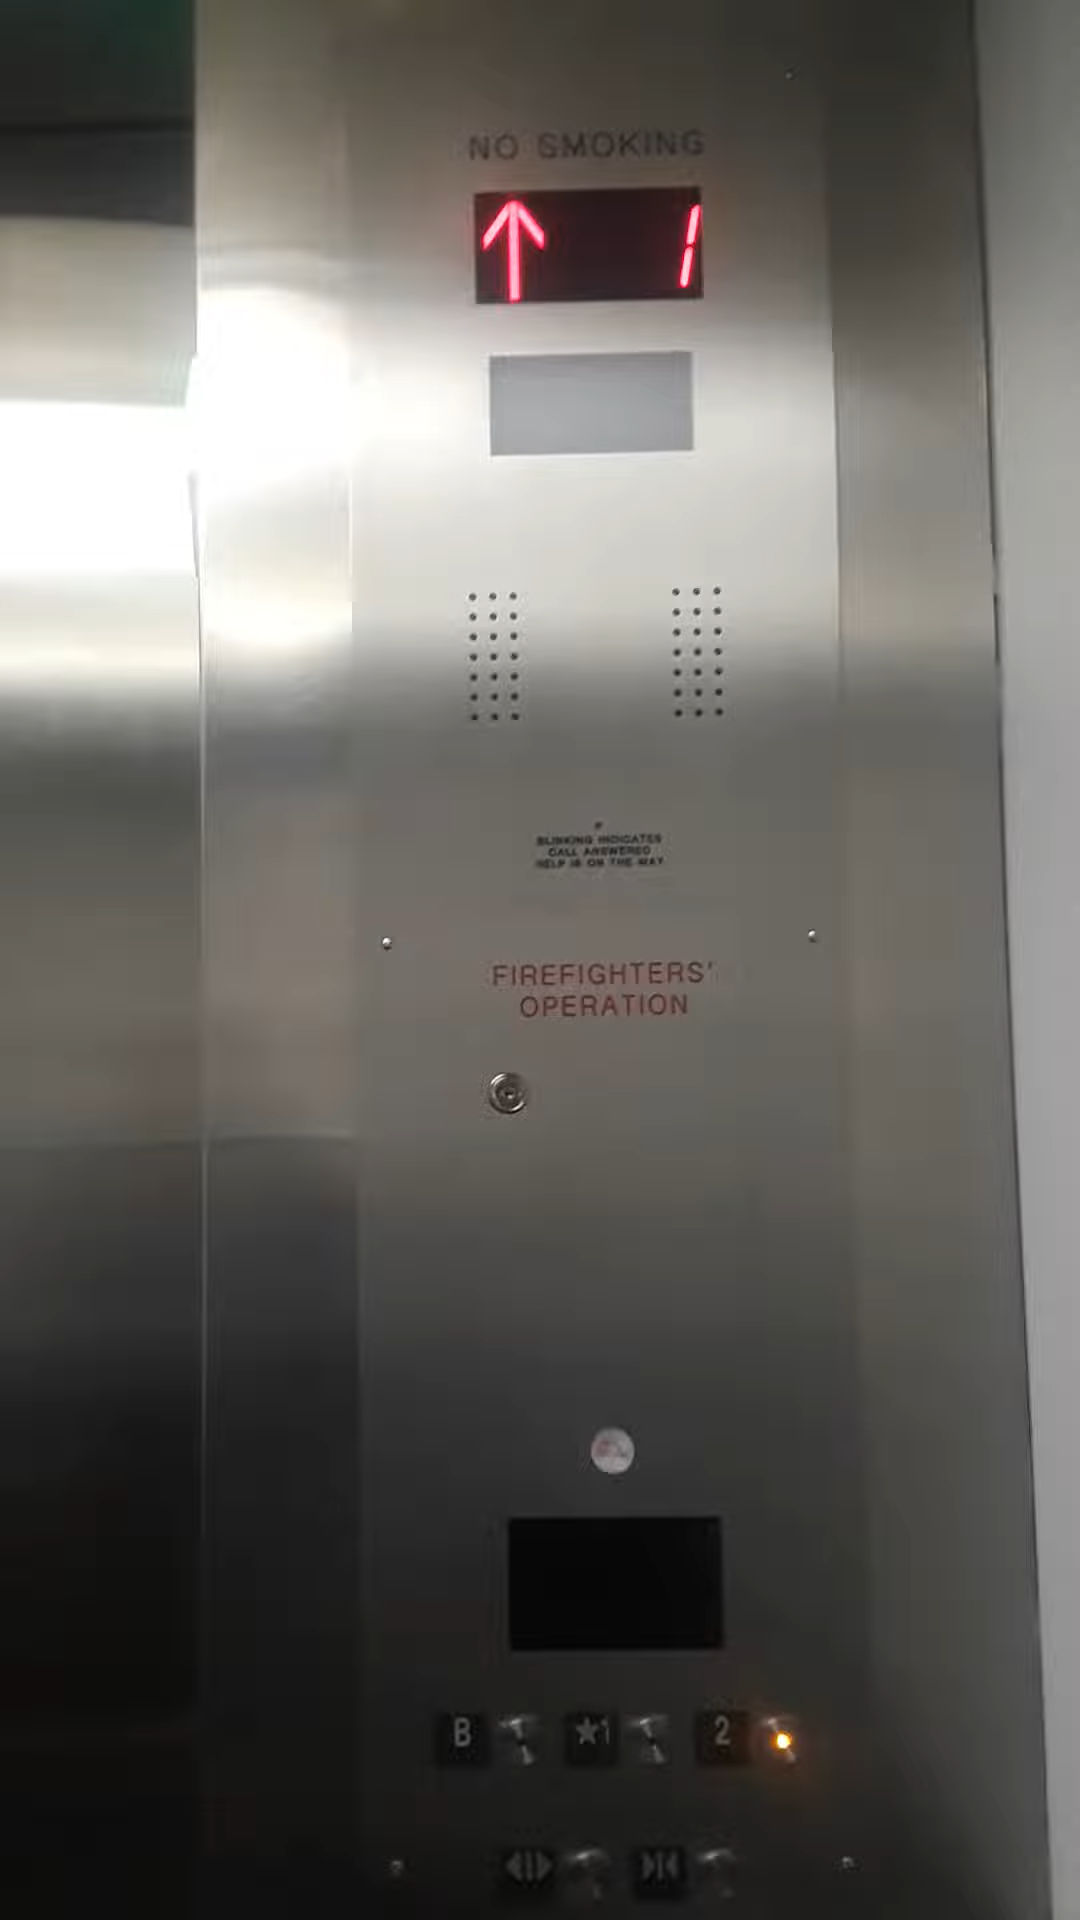 NO SMOKING
1
BLINKING INDICATES
CALL ANSWERED
HELP IS ON THE WAY
FIREFIGHTERS'
OPERATION
B ★1 2